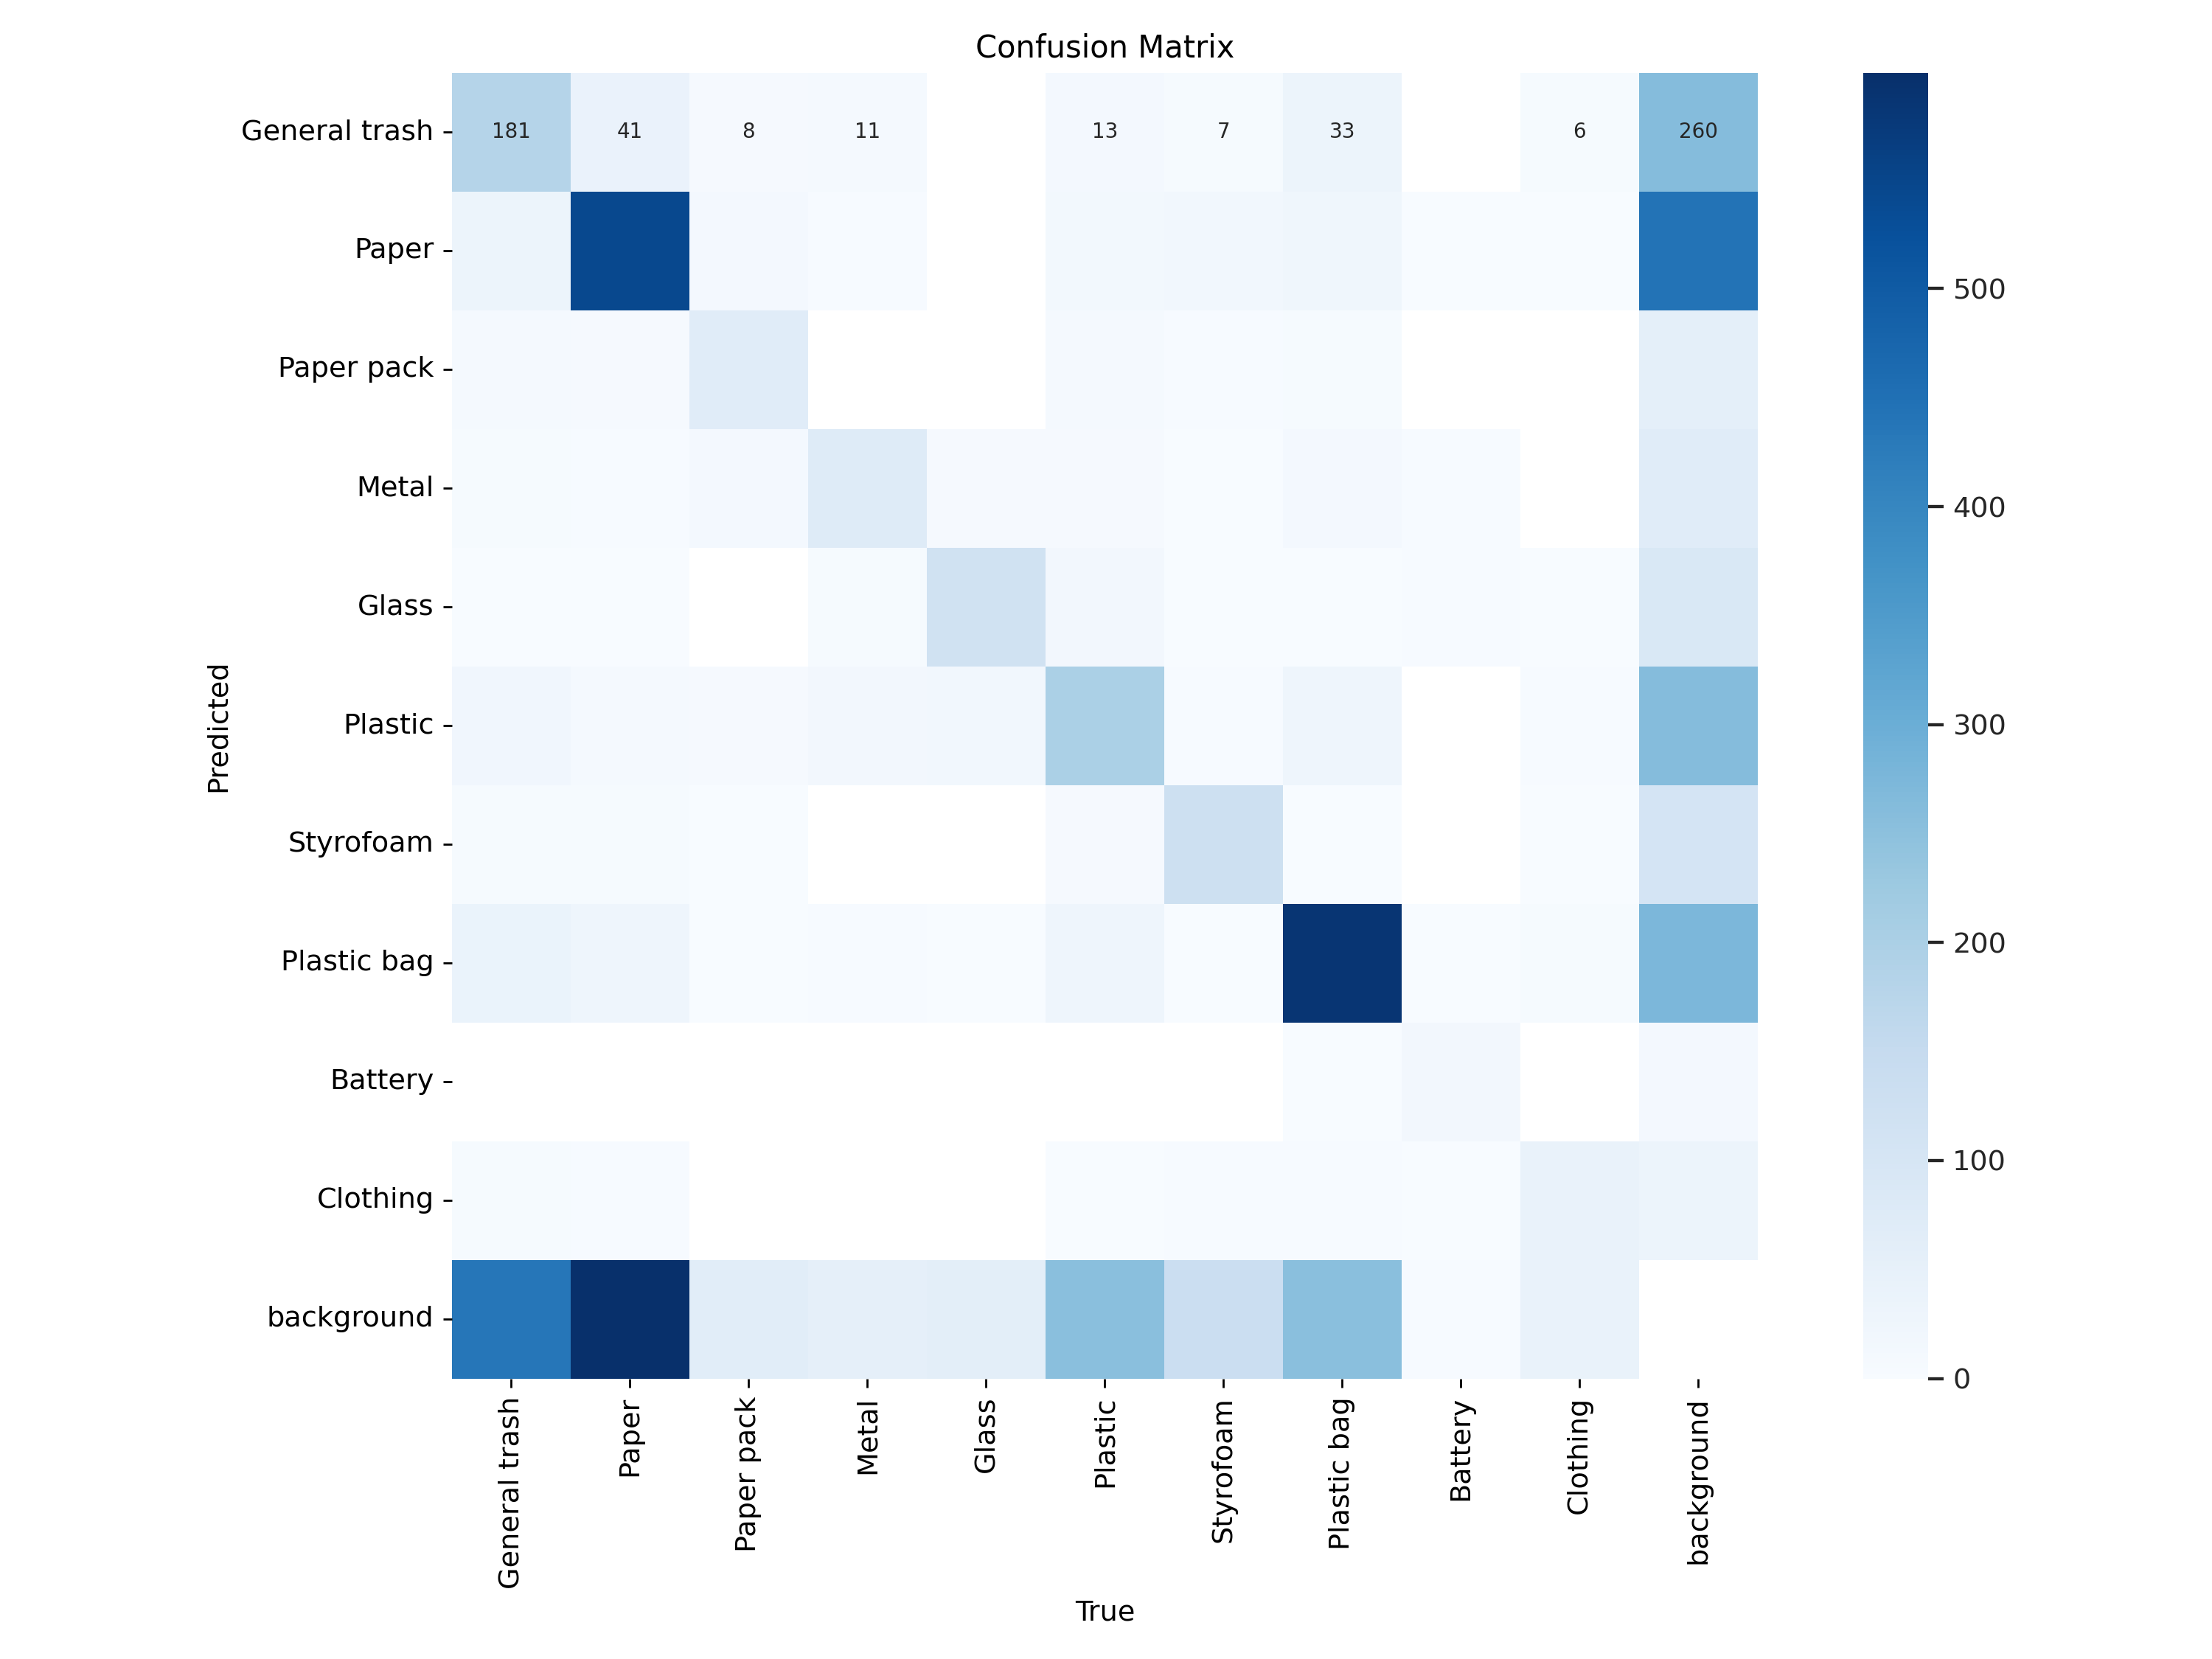 Confusion Matrix
General trash
181 41 8 11 13 7 33 6 260
Paper
Paper pack
Metal
Glass
Plastic
Styrofoam
Plastic bag
Battery
Clothing
background
Predicted
General trash
Paper
Paper pack
Metal
Glass
Plastic
Styrofoam
Plastic bag
Battery
Clothing
background
True
500
400
300
200
100
0